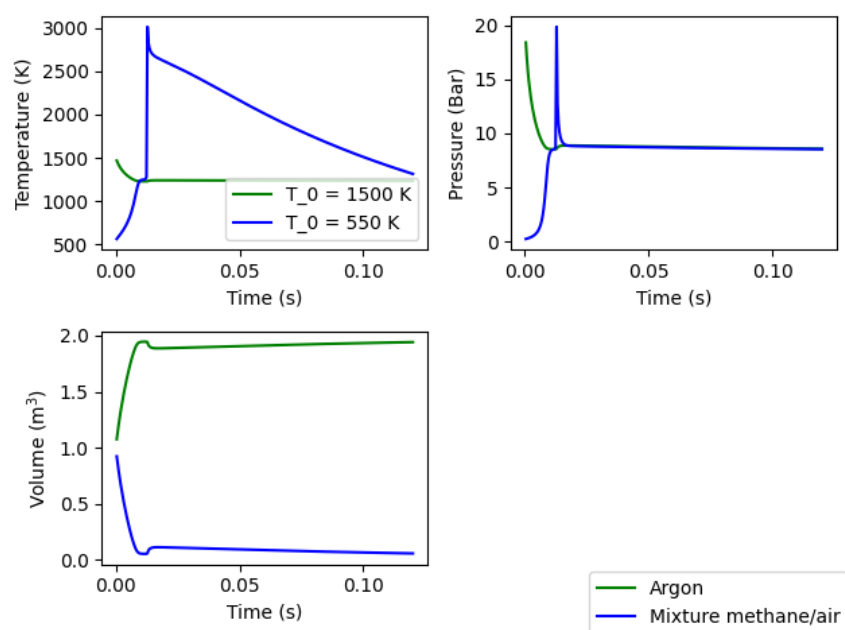 3000
2500
2000
1500
1000
500
Temperature (K)
0.00 0.05 0.10
Time (s)
T_0 = 1500 K
T_0 = 550 K
20
15
10
5
0
Pressure (Bar)
0.00 0.05 0.10
Time (s)
2.0
1.5
1.0
0.5
0.0
Volume (m³)
0.00 0.05 0.10
Time (s)
Argon
Mixture methane/air